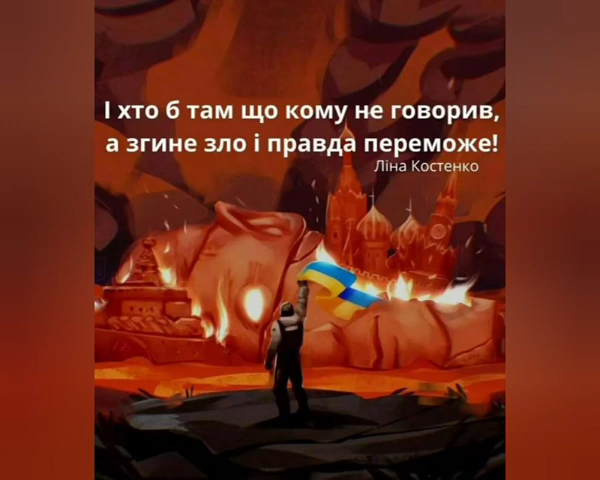 І хто б там що кому не говорив,
а згине зло і правда переможе!
Ліна Костенко